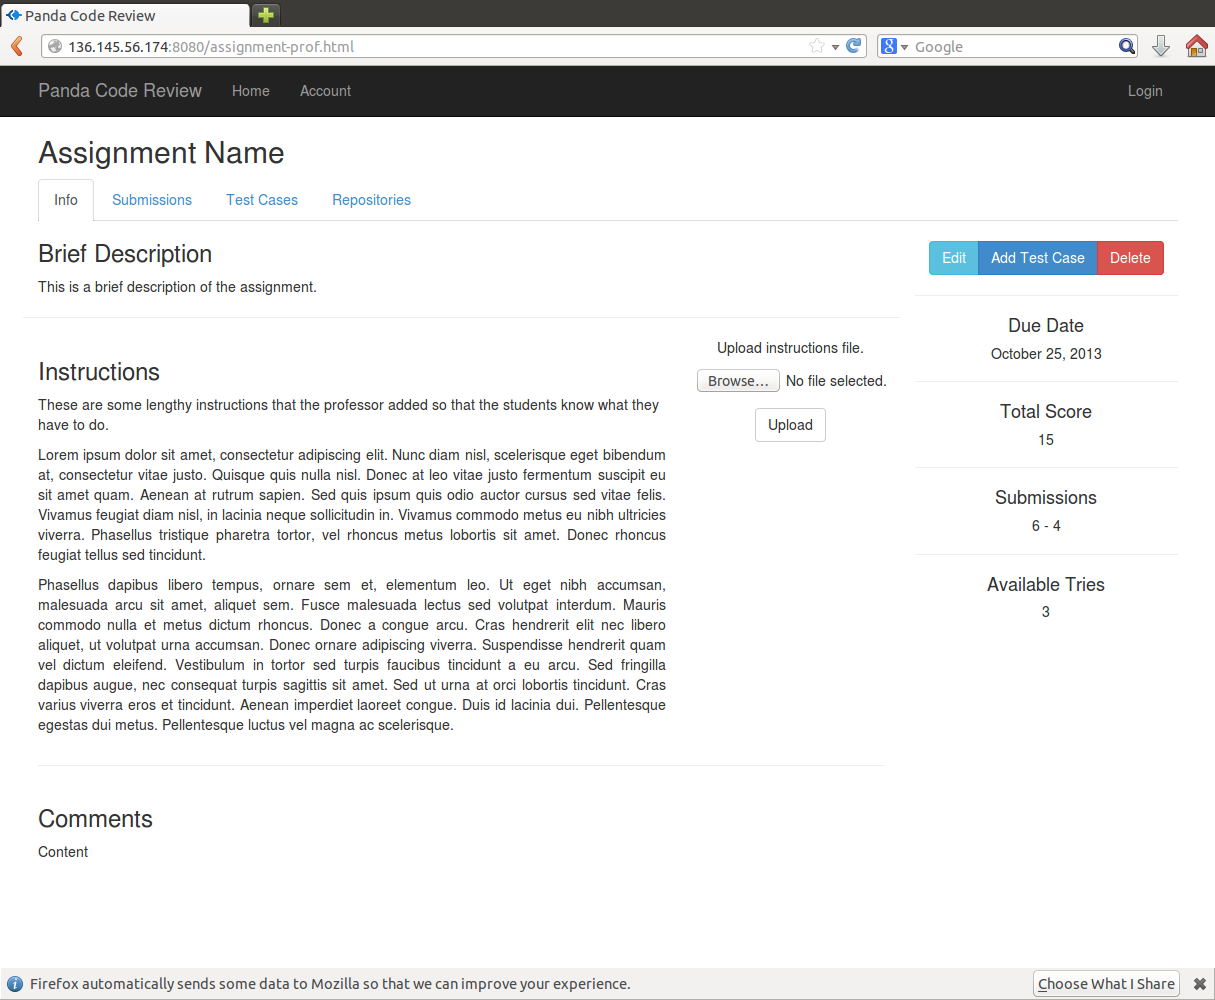 Panda Code Review
136.145.56.174:8080/assignment-prof.html
Google
Panda Code Review Home Account Login
Assignment Name
Info Submissions Test Cases Repositories
Brief Description
This is a brief description of the assignment.
Edit Add Test Case Delete
Due Date
October 25, 2013
Total Score
15
Submissions
6 - 4
Available Tries
3
Upload instructions file.
Browse... No file selected.
Upload
Instructions
These are some lengthy instructions that the professor added so that the students know what they
have to do.
Lorem ipsum dolor sit amet, consectetur adipiscing elit. Nunc diam nisl, scelerisque eget bibendum
at, consectetur vitae justo. Quisque quis nulla nisl. Donec at leo vitae justo fermentum suscipit eu
sit amet quam. Aenean at rutrum sapien. Sed quis ipsum quis odio auctor cursus sed vitae felis.
Vivamus feugiat diam nisl, in lacinia neque sollicitudin in. Vivamus commodo metus eu nibh ultricies
viverra. Phasellus tristique pharetra tortor, vel rhoncus metus lobortis sit amet. Donec rhoncus
feugiat tellus sed tincidunt.
Phasellus dapibus libero tempus, ornare sem et, elementum leo. Ut eget nibh accumsan,
malesuada arcu sit amet, aliquet sem. Fusce malesuada lectus sed volutpat interdum. Mauris
commodo nulla et metus dictum rhoncus. Donec a congue arcu. Cras hendrerit elit nec libero
aliquet, ut volutpat urna accumsan. Donec ornare adipiscing viverra. Suspendisse hendrerit quam
vel dictum eleifend. Vestibulum in tortor sed turpis faucibus tincidunt a eu arcu. Sed fringilla
dapibus augue, nec consequat turpis sagittis sit amet. Sed ut urna at orci lobortis tincidunt. Cras
varius viverra eros et tincidunt. Aenean imperdiet laoreet congue. Duis id lacinia dui. Pellentesque
egestas dui metus. Pellentesque luctus vel magna ac scelerisque.
Comments
Content
Firefox automatically sends some data to Mozilla so that we can improve your experience. Choose What I Share